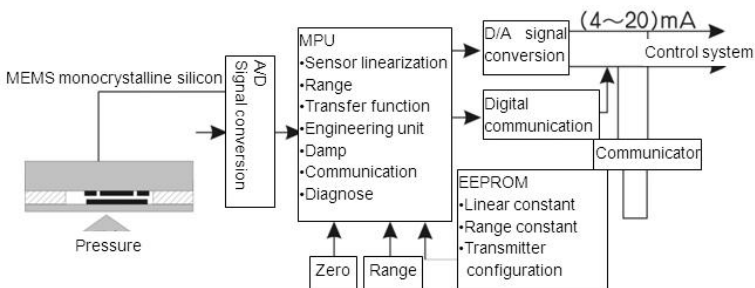 MEMS monocrystalline silicon
Pressure
A/D
Signal conversion
MPU
•Sensor linearization
•Range
•Transfer function
•Engineering unit
•Damp
•Communication
•Diagnose
Zero
Range
D/A signal
conversion
Digital
communication
(4～20)mA
Control system
Communicator
EEPROM
•Linear constant
•Range constant
•Transmitter
configuration